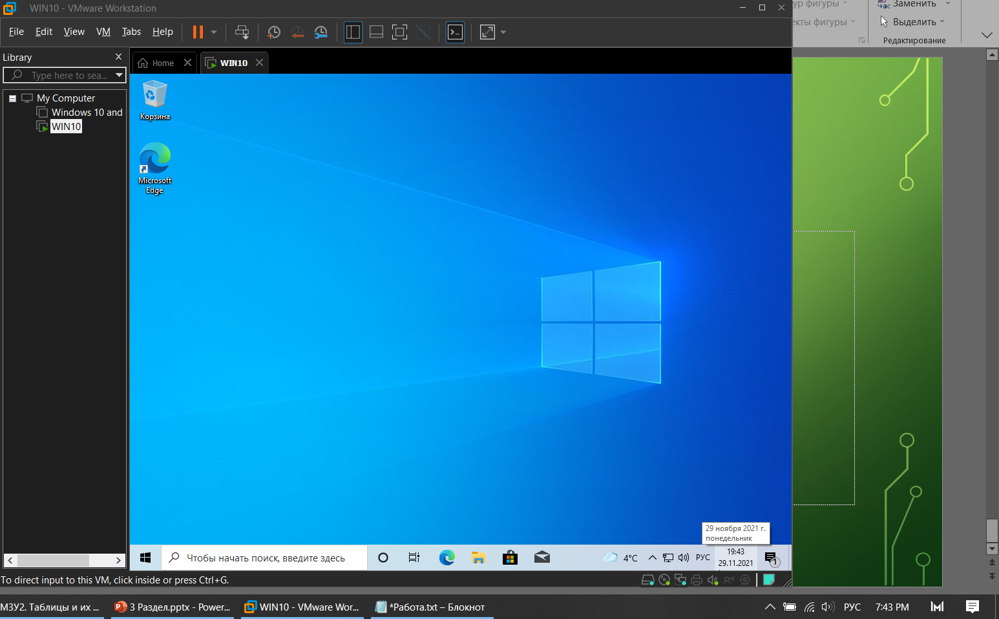 WIN10 - VMware Workstation
File Edit View VM Tabs Help
ур фигуры
Заменить
екты фигуры
Выделить
Редактирование
Library
Type here to sea...
My Computer
Windows 10 and
WIN10
Home
WIN10
Корзина
Microsoft
Edge
29 ноября 2021 г.
понедельник
Чтобы начать поиск, введите здесь
4°C
РУС
19:43
29.11.2021
1
To direct input to this VM, click inside or press Ctrl+G.
МЗУ2. Таблицы и их ...
3 Раздел.pptx - Power...
WIN10 - VMware Wor...
*Работа.txt – Блокнот
РУС
7:43 PM